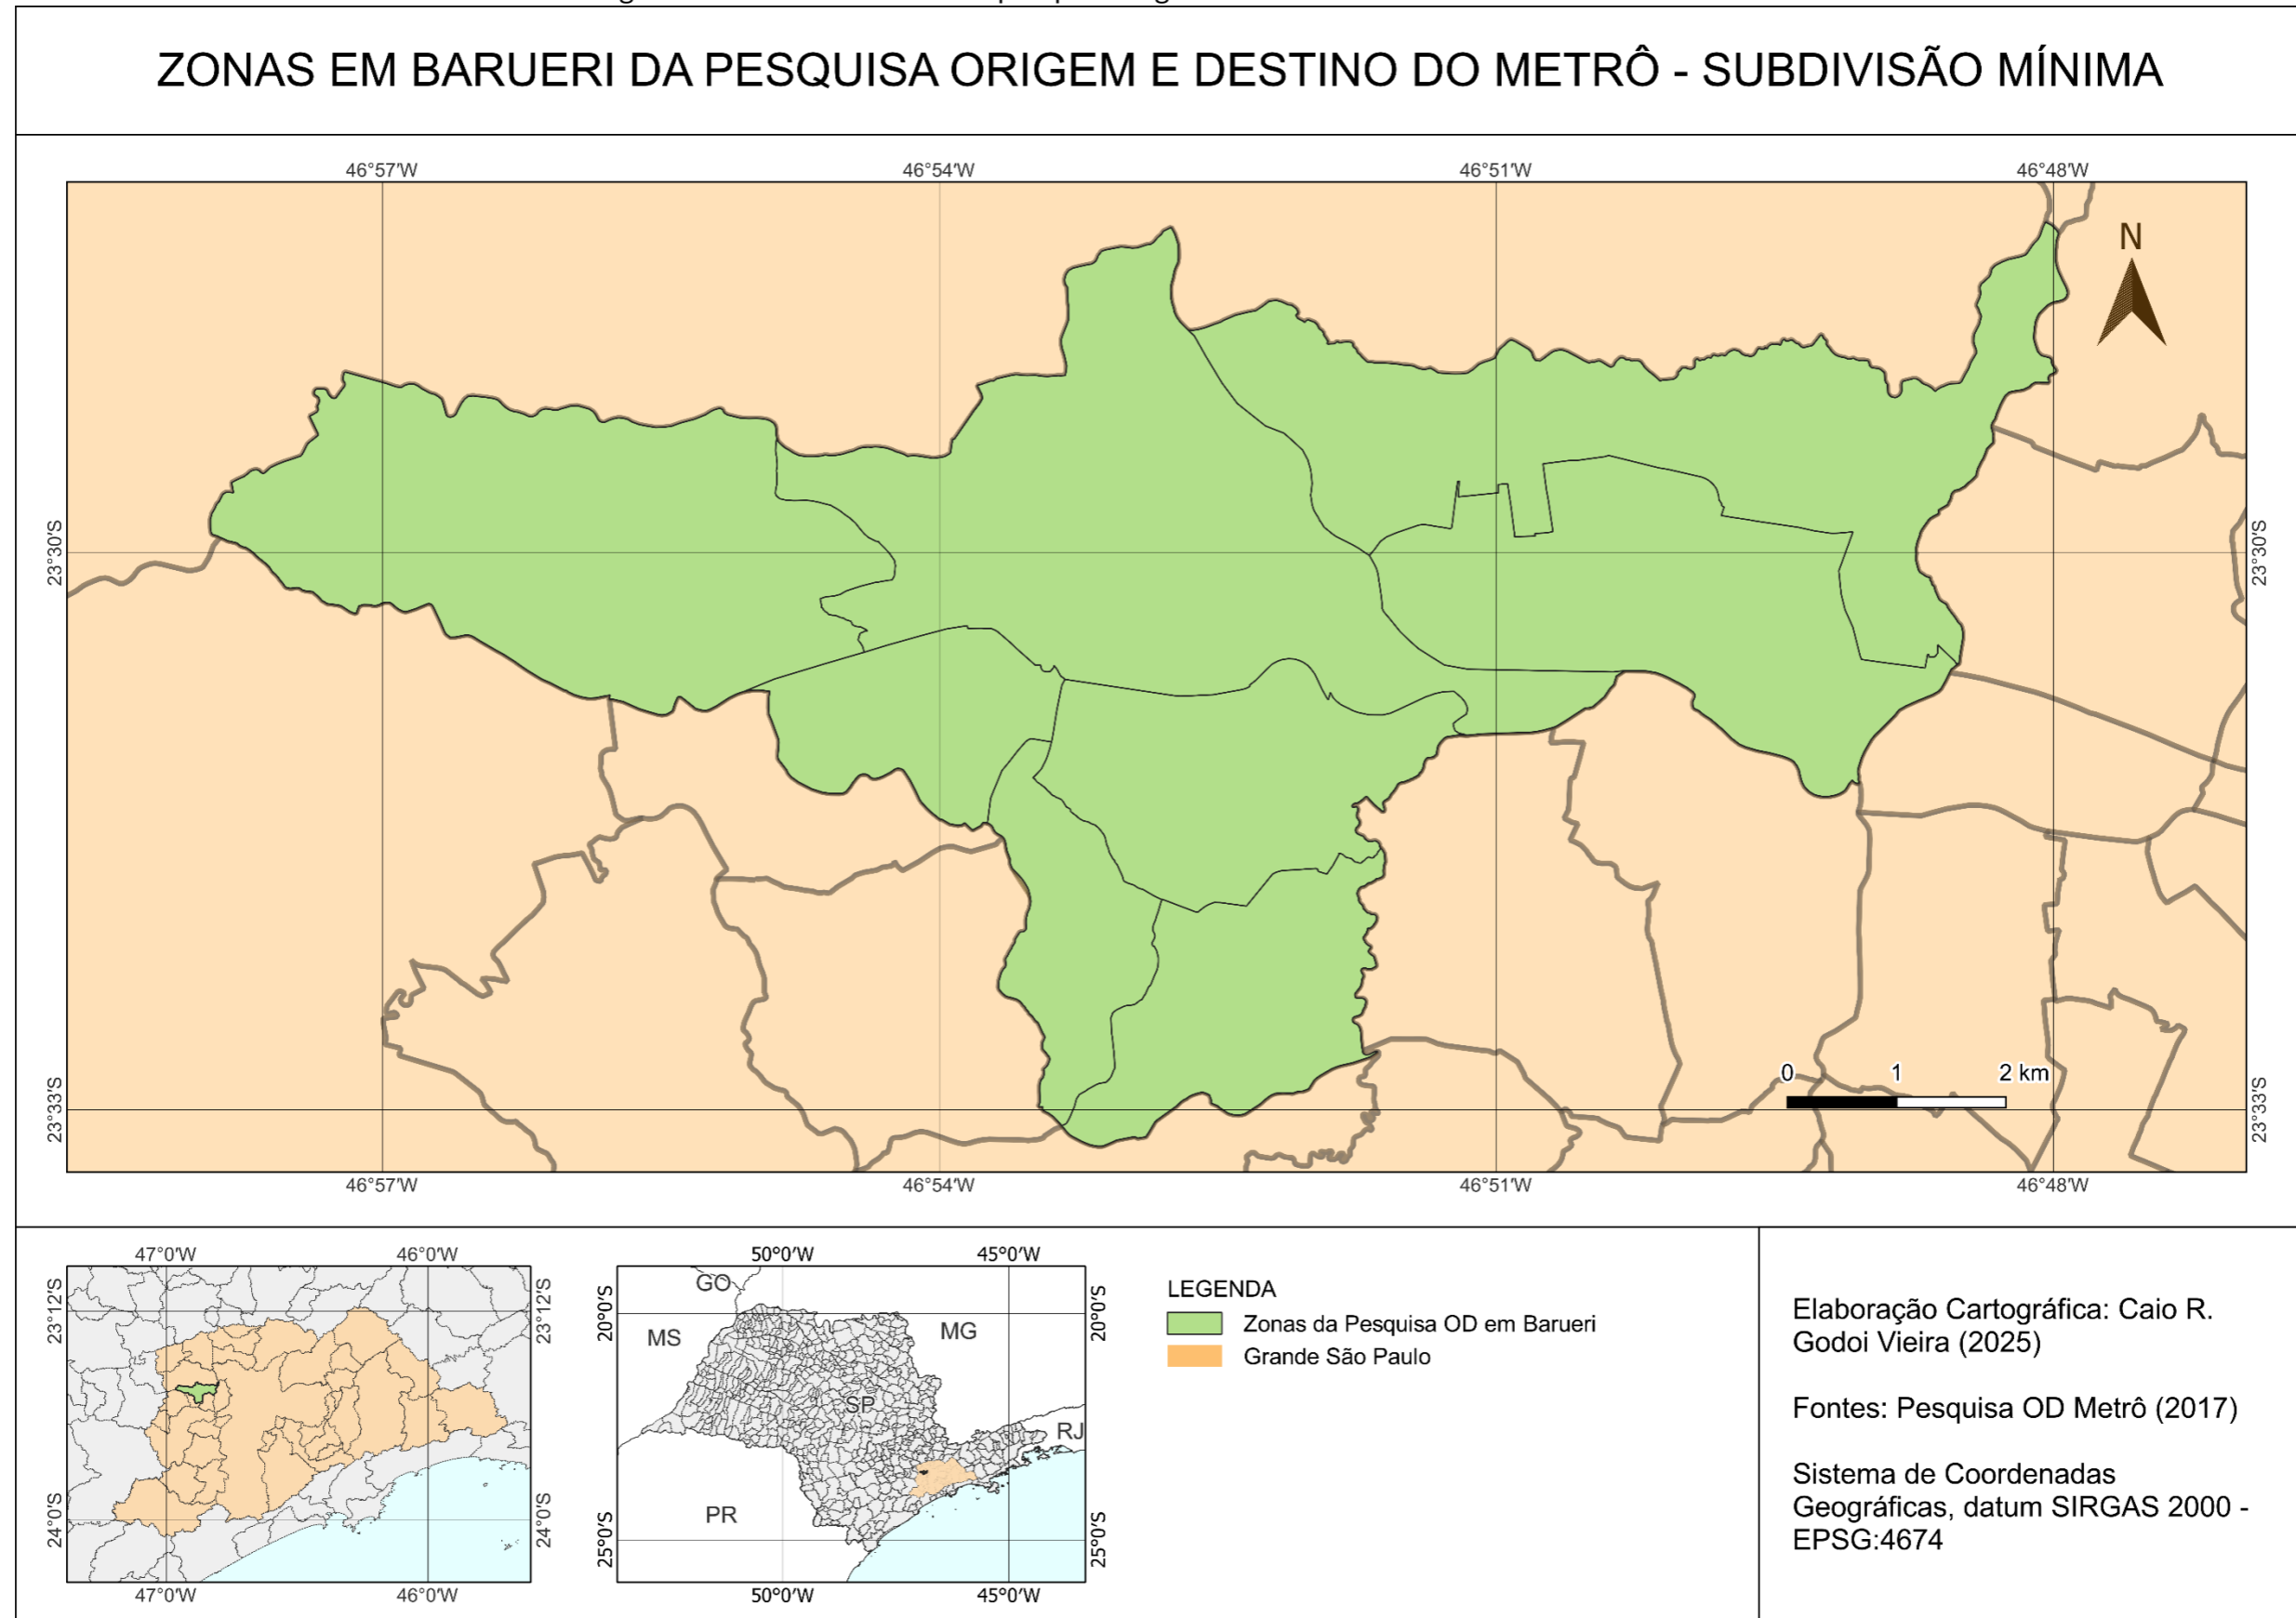 ZONAS EM BARUERI DA PESQUISA ORIGEM E DESTINO DO METRÔ - SUBDIVISÃO MÍNIMA
46°57'W 46°54'W 46°51'W 46°48'W
N
23°30'S 23°30'S
0 1 2 km
23°33'S 23°33'S
46°57'W 46°54'W 46°51'W 46°48'W
47°0'W 46°0'W
23°12'S 23°12'S
24°0'S 24°0'S
47°0'W 46°0'W
50°0'W 45°0'W
GO
20°0'S 20°0'S
MS MG
SP
RJ
PR
25°0'S 25°0'S
50°0'W 45°0'W
LEGENDA
Zonas da Pesquisa OD em Barueri
Grande São Paulo
Elaboração Cartográfica: Caio R.
Godoi Vieira (2025)
Fontes: Pesquisa OD Metrô (2017)
Sistema de Coordenadas
Geográficas, datum SIRGAS 2000 -
EPSG:4674